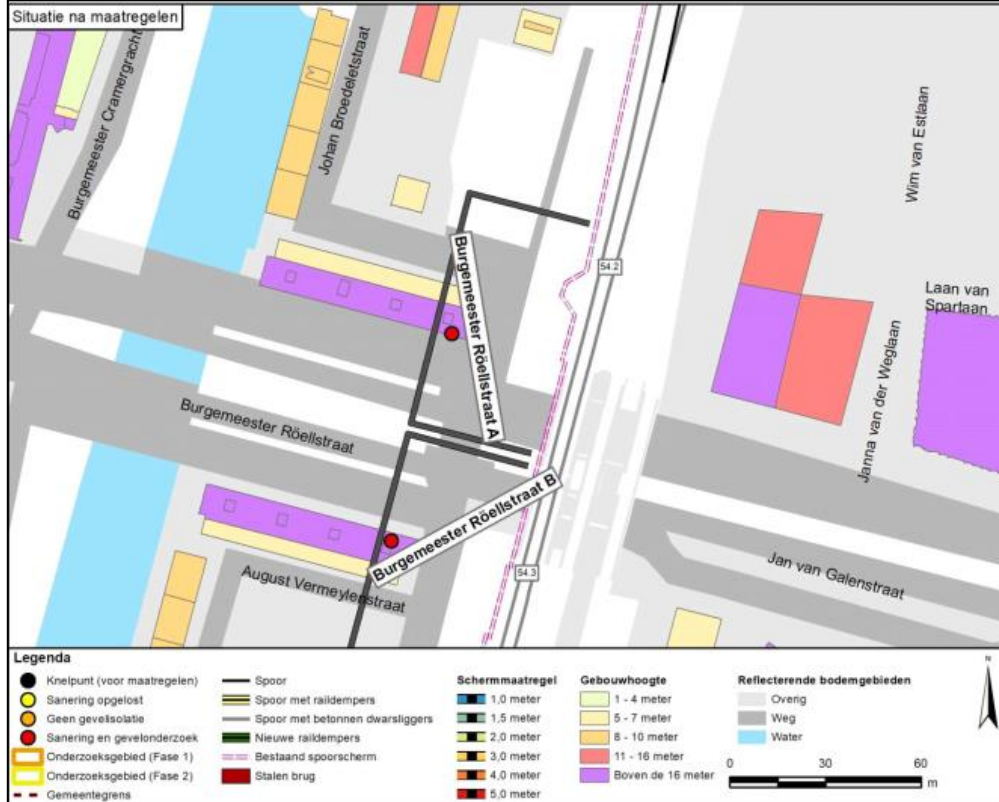 Situatie na maatregelen
Burgemeester Cramergracht
Johan Broedeletstraat
Wim van Estlaan
Burgemeester Röellstraat A
54.2
Laan van
Spartaan
Janna van der Weglaan
Burgemeester Röellstraat
Burgemeester Röellstraat B
54.3
August Vermeylenstraat
Jan van Galenstraat
Legenda
Knelpunt (voor maatregelen)
Sanering opgelost
Geen gevelisolatie
Sanering en gevelonderzoek
Onderzoeksgebied (Fase 1)
Onderzoeksgebied (Fase 2)
Gemeentegrens
Spoor
Spoor met raildempers
Spoor met betonnen dwarsliggers
Nieuwe raildempers
Bestaand spoorscherm
Stalen brug
Schermmaatregel
1,0 meter
1,5 meter
2,0 meter
3,0 meter
4,0 meter
5,0 meter
Gebouwhoogte
1 - 4 meter
5 - 7 meter
8 - 10 meter
11 - 16 meter
Boven de 16 meter
Reflecterende bodemgebieden
Overig
Weg
Water
N
0 30 60
m